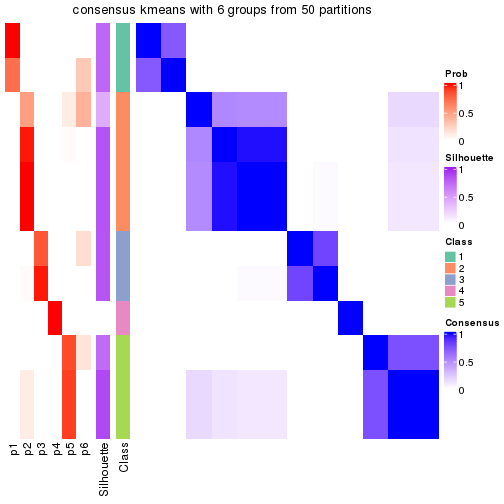 consensus kmeans with 6 groups from 50 partitions
Prob
1
0.5
0
Silhouette
1
0.5
0
Class
1
2
3
4
5
Consensus
1
0.5
0
p1
p2
p3
p4
p5
p6
Silhouette
Class